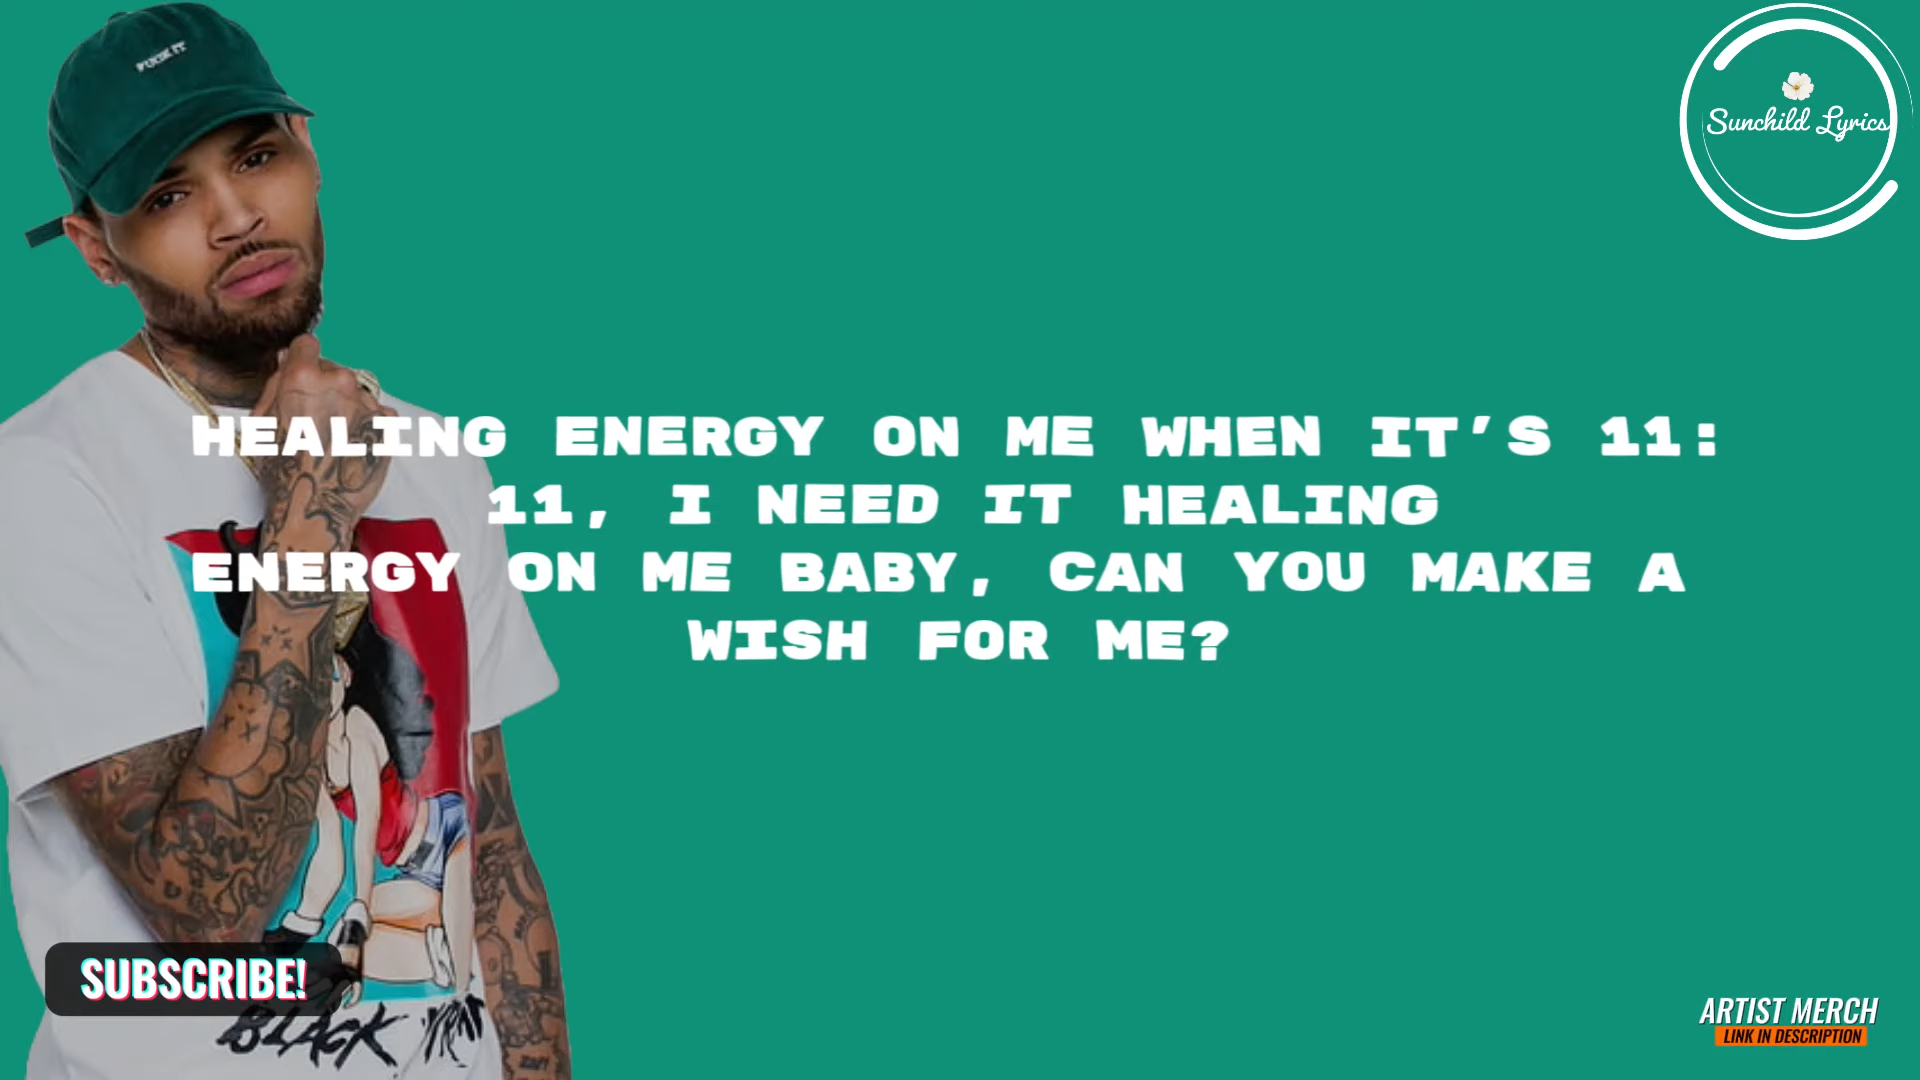 Sunchild Lyrics
HEALING ENERGY ON ME WHEN IT'S 11:
11, I NEED IT HEALING
ENERGY ON ME BABY, CAN YOU MAKE A
WISH FOR ME?
SUBSCRIBE!
BLACK
ARTIST MERCH
LINK IN DESCRIPTION